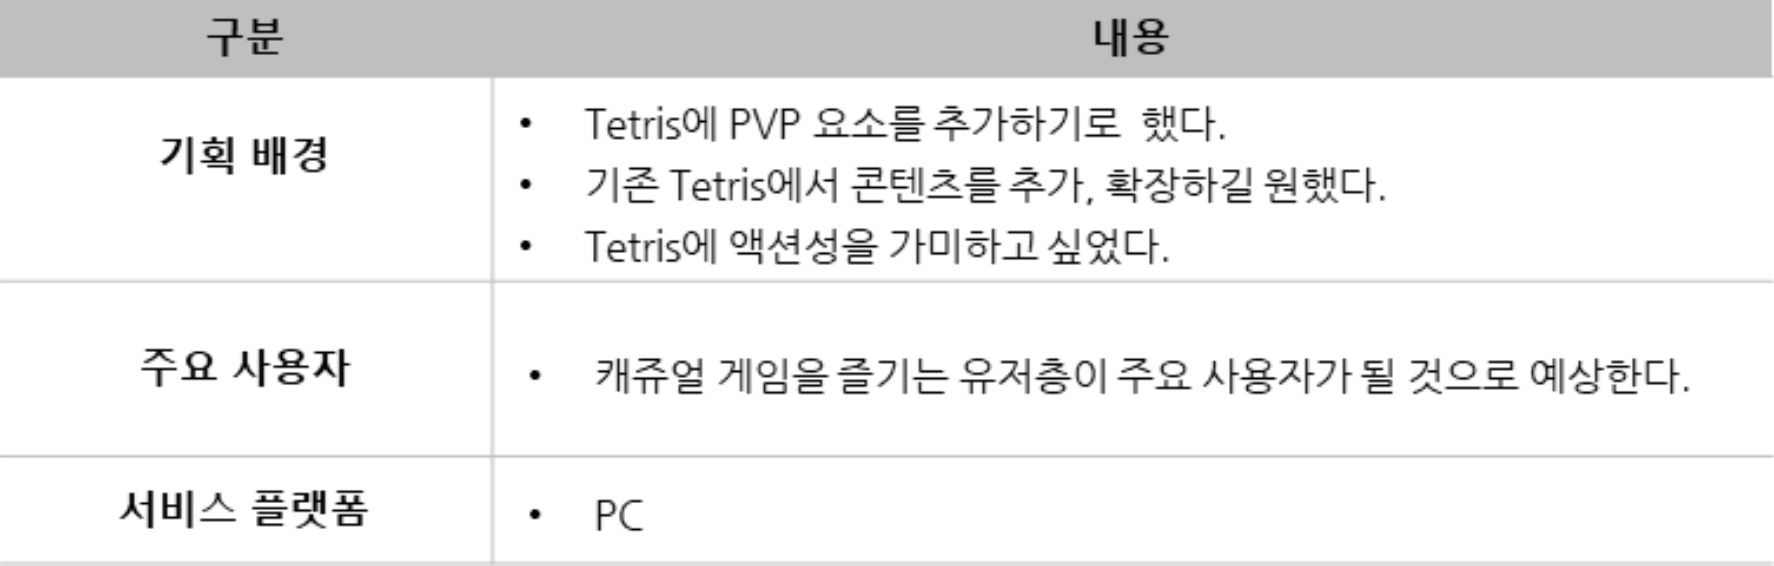 구분 내용
기획 배경
• Tetris에 PVP 요소를 추가하기로 했다.
• 기존 Tetris에서 콘텐츠를 추가, 확장하길 원했다.
• Tetris에 액션성을 가미하고 싶었다.
주요 사용자
• 캐쥬얼 게임을 즐기는 유저층이 주요 사용자가 될 것으로 예상한다.
서비스 플랫폼
• PC